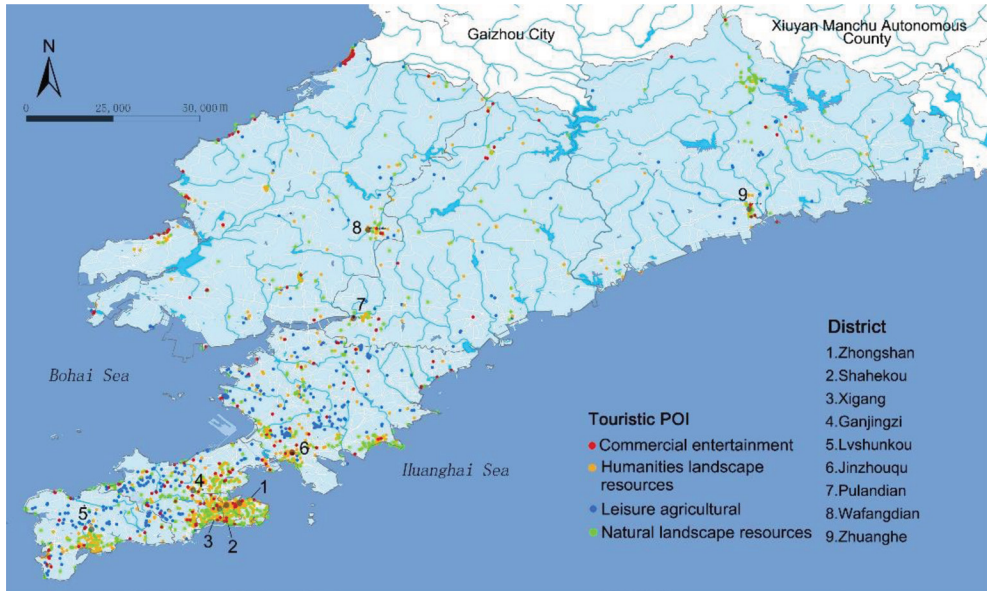 Gaizhou City
Xiuyan Manchu Autonomous
County
N
0 25,000 50,000 m
9
8
7
Bohai Sea
Huanghai Sea
6
4
5
1
3
2
Touristic POI
Commercial entertainment
Humanities landscape
resources
Leisure agricultural
Natural landscape resources
District
1.Zhongshan
2.Shahekou
3.Xigang
4.Ganjingzi
5.Lvshunkou
6.Jinzhouqu
7.Pulandian
8.Wafangdian
9.Zhuanghe